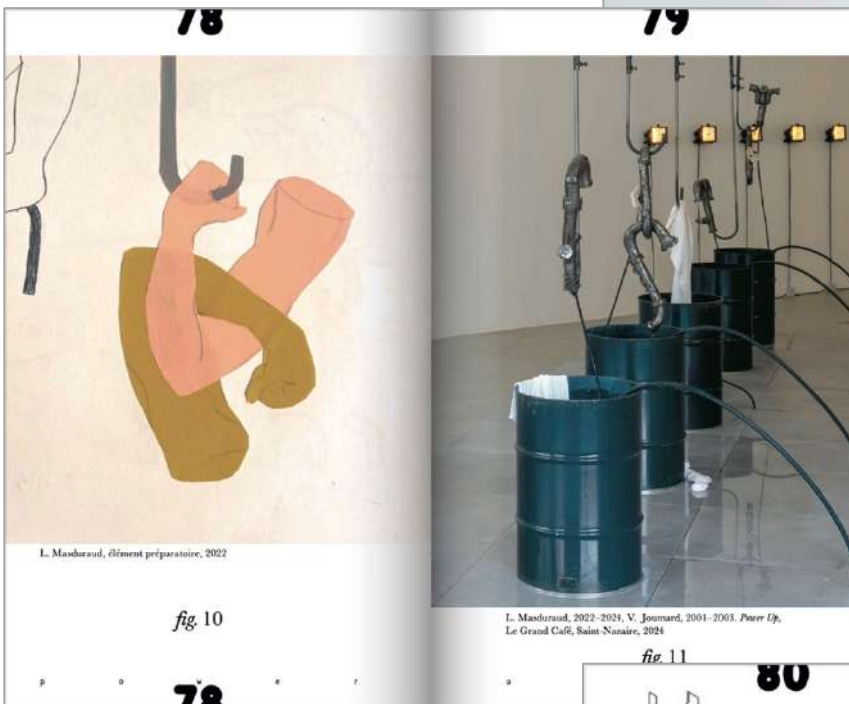 78
79
L. Masduraud, élément préparatoire, 2022
fig. 10
L. Masduraud, 2022–2024, V. Joumard, 2001–2003. Power Up,
Le Grand Café, Saint-Nazaire, 2024
fig. 11
p o w e r u
78
80